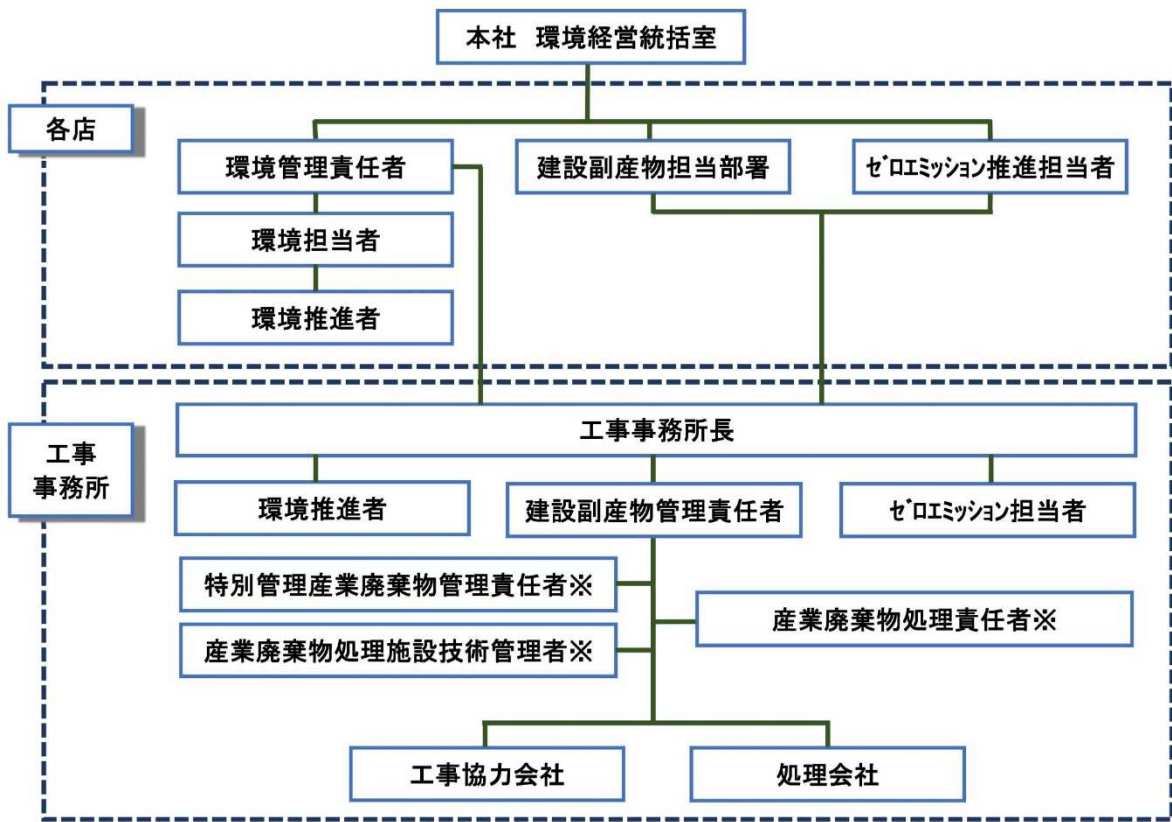 本社 環境経営統括室
各店
環境管理責任者
建設副産物担当部署
ｾﾞﾛｴﾐｯｼｮﾝ推進担当者
環境担当者
環境推進者
工事事務所長
工事
事務所
環境推進者
建設副産物管理責任者
ｾﾞﾛｴﾐｯｼｮﾝ担当者
特別管理産業廃棄物管理責任者※
産業廃棄物処理責任者※
産業廃棄物処理施設技術管理者※
工事協力会社
処理会社